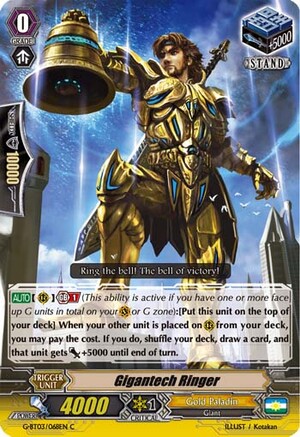 0
GRADE
+5000
STAND
SHIELD 10000
Ring the bell! The bell of victory!
AUTO 1 GB 1 (This ability is active if you have one or more face
up G units in total on your or G zone):[Put this unit on the top of
your deck] When your other unit is placed on from your deck,
you may pay the cost. If you do, shuffle your deck, draw a card, and
that unit gets +5000 until end of turn.
TRIGGER
UNIT
Gigantech Ringer
POWER
4000
1
CRITICAL
Gold Paladin
Giant
G-BT03/068EN C
ILLUST / Kotakan